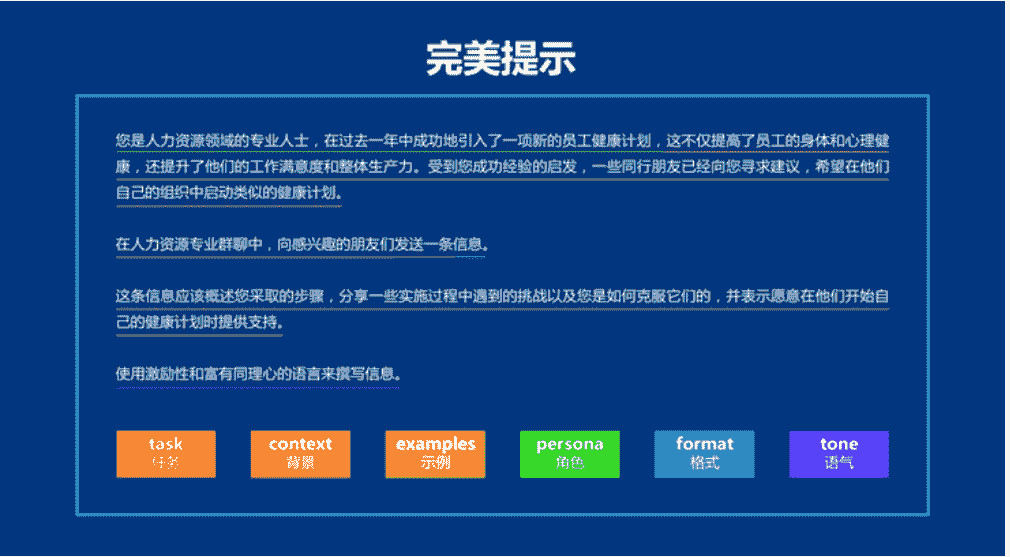 完美提示
您是人力资源领域的专业人士，在过去一年中成功地引入了一项新的员工健康计划，这不仅提高了员工的身体和心理健
康，还提升了他们的工作满意度和整体生产力。受到您成功经验的启发，一些同行朋友已经向您寻求建议，希望在他们
自己的组织中启动类似的健康计划。
在人力资源专业群聊中，向感兴趣的朋友们发送一条信息。
这条信息应该概述您采取的步骤，分享一些实施过程中遇到的挑战以及您是如何克服它们的，并表示愿意在他们开始自
己的健康计划时提供支持。
使用激励性和富有同理心的语言来撰写信息。
task context examples persona format tone
任务 背景 示例 角色 格式 语气